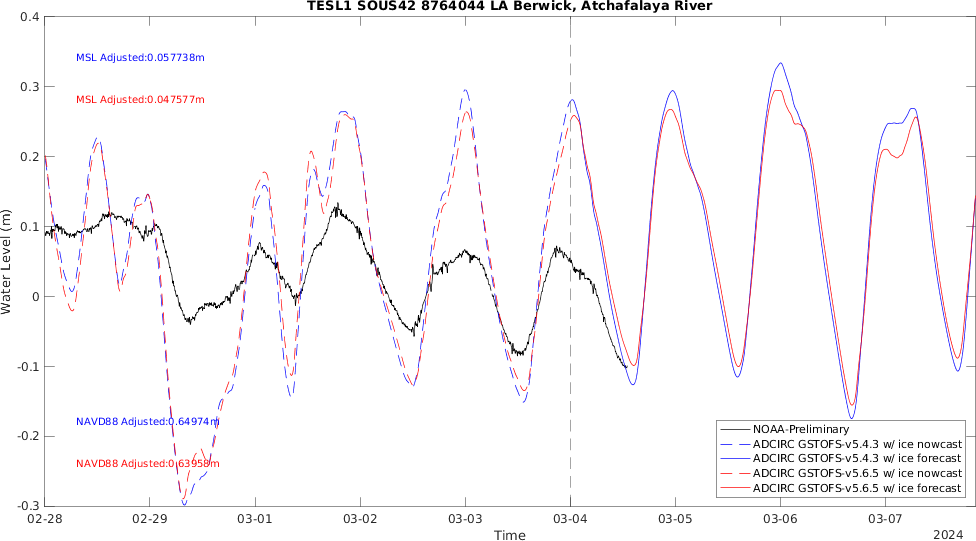 TESL1 SOUS42 8764044 LA Berwick, Atchafalaya River
0.4
0.3
0.2
0.1
0
-0.1
-0.2
-0.3
Water Level (m)
MSL Adjusted:0.057738m
MSL Adjusted:0.047577m
NAVD88 Adjusted:0.64974m
NAVD88 Adjusted:0.63958m
NOAA-Preliminary
ADCIRC GSTOFS-v5.4.3 w/ ice nowcast
ADCIRC GSTOFS-v5.4.3 w/ ice forecast
ADCIRC GSTOFS-v5.6.5 w/ ice nowcast
ADCIRC GSTOFS-v5.6.5 w/ ice forecast
02-28 02-29 03-01 03-02 03-03 03-04 03-05 03-06 03-07
Time
2024